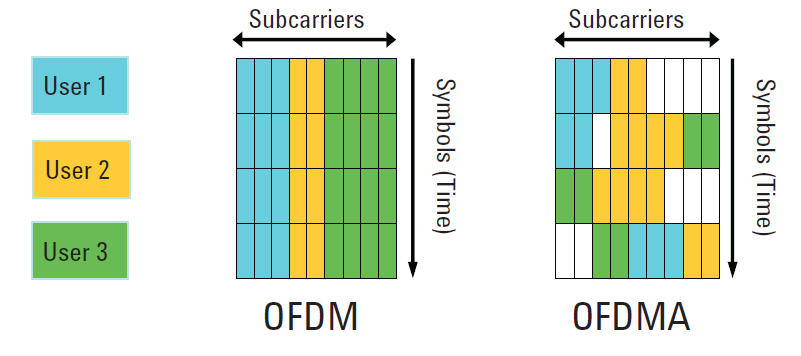 Subcarriers
Subcarriers
User 1
User 2
User 3
Symbols (Time)
Symbols (Time)
OFDM
OFDMA